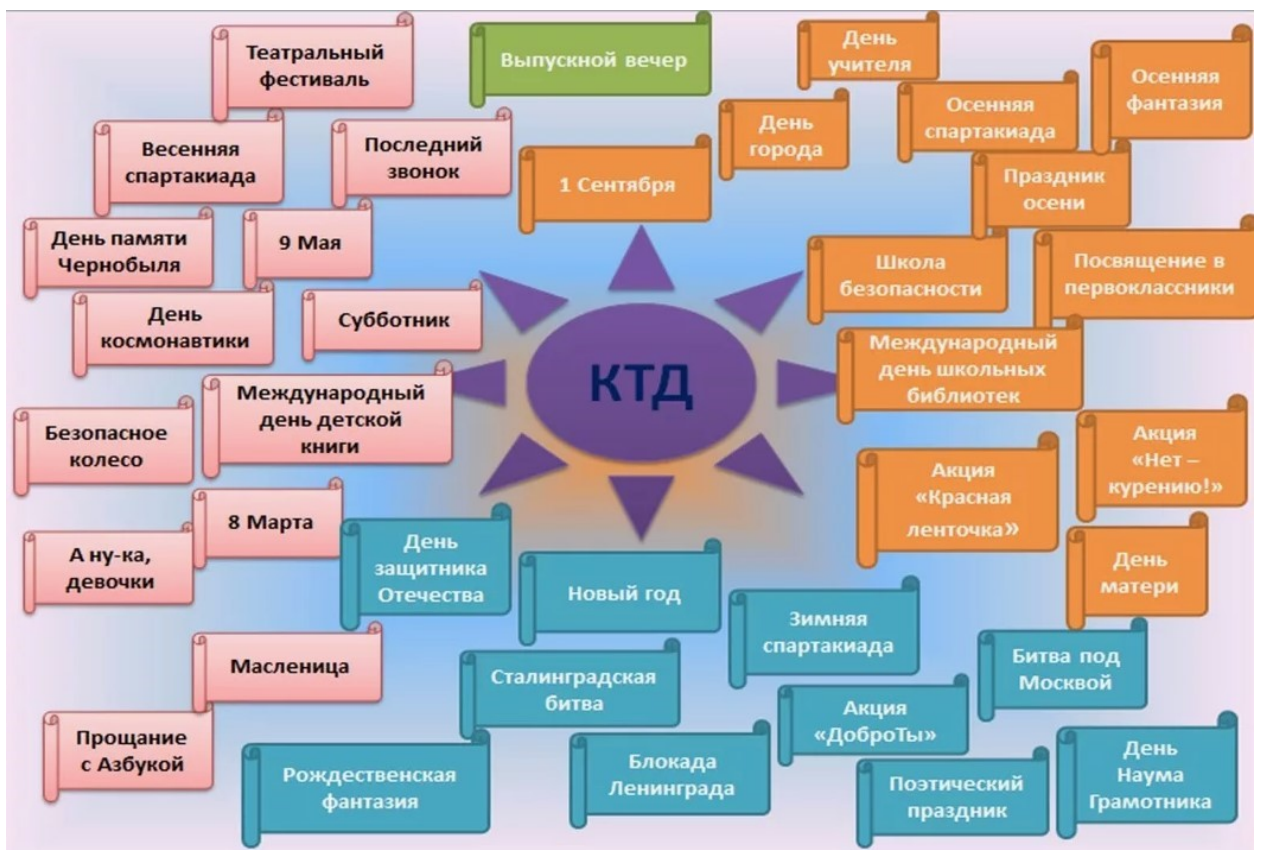 Театральный
фестиваль
Выпускной вечер
День
учителя
Осенняя
фантазия
Осенняя
спартакиада
День
города
Весенняя
спартакиада
Последний
звонок
1 Сентября
Праздник
осени
День памяти
Чернобыля
9 Мая
Школа
безопасности
Посвящение в
первоклассники
День
космонавтики
Субботник
Международный
день школьных
библиотек
КТД
Международный
день детской
книги
Безопасное
колесо
Акция
«Нет –
курению!»
Акция
«Красная
ленточка»
8 Марта
День
защитника
Отечества
А ну-ка,
девочки
День
матери
Новый год
Зимняя
спартакиада
Масленица
Сталинградская
битва
Битва под
Москвой
Акция
«ДоброТы»
Прощание
с Азбукой
Рождественская
фантазия
Блокада
Ленинграда
Поэтический
праздник
День
Наума
Грамотника